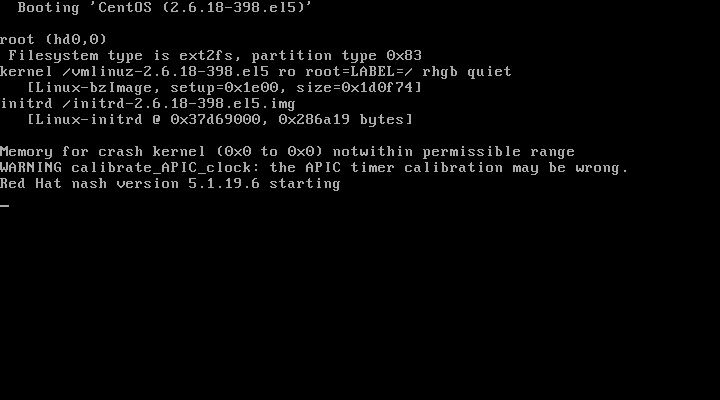 Booting 'CentOS (2.6.18-398.el5)'
root (hd0,0)
Filesystem type is ext2fs, partition type 0x83
kernel /vmlinuz-2.6.18-398.el5 ro root=LABEL=/ rhgb quiet
[Linux-bzImage, setup=0x1e00, size=0x1d0f74]
initrd /initrd-2.6.18-398.el5.img
[Linux-initrd @ 0x37d69000, 0x286a19 bytes]
Memory for crash kernel (0x0 to 0x0) notwithin permissible range
WARNING calibrate_APIC_clock: the APIC timer calibration may be wrong.
Red Hat nash version 5.1.19.6 starting